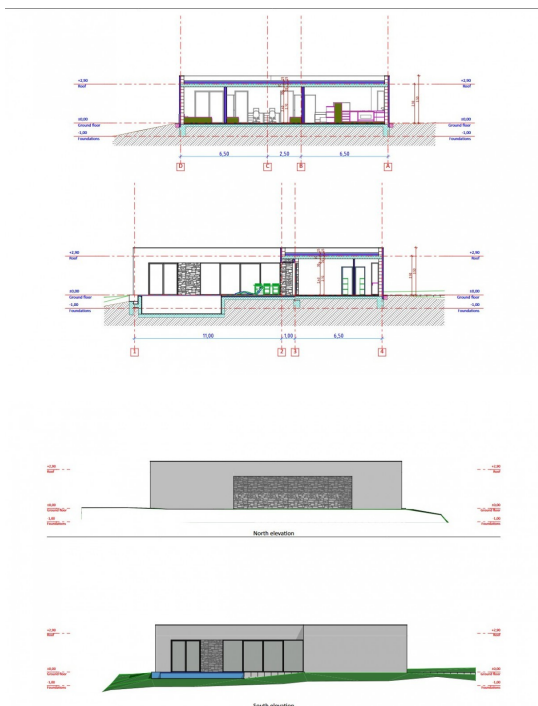 +2,90
Roof
+2,90
Roof
±0,00
Ground floor
±0,00
Ground floor
-1,00
Foundations
-1,00
Foundations
6,50 2,50 6,50
D C B A
+2,90
Roof
+2,90
Roof
±0,00
Ground floor
±0,00
Ground floor
-1,00
Foundations
-1,00
Foundations
11,00 1,00 6,50
1 2 3 4
+2,90
Roof
+2,90
Roof
±0,00
Ground floor
±0,00
Ground floor
-1,00
Foundations
-1,00
Foundations
North elevation
+2,90
Roof
+2,90
Roof
±0,00
Ground floor
±0,00
Ground floor
-1,00
Foundations
-1,00
Foundations
South elevation